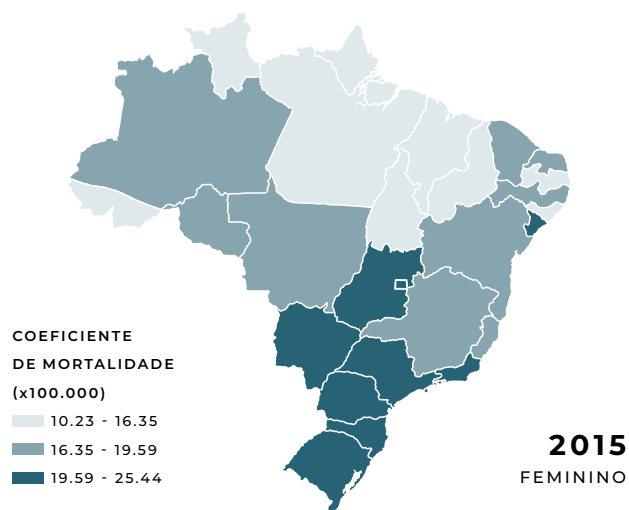 COEFICIENTE
DE MORTALIDADE
(x100.000)
10.23 - 16.35
16.35 - 19.59
19.59 - 25.44
2015
FEMININO